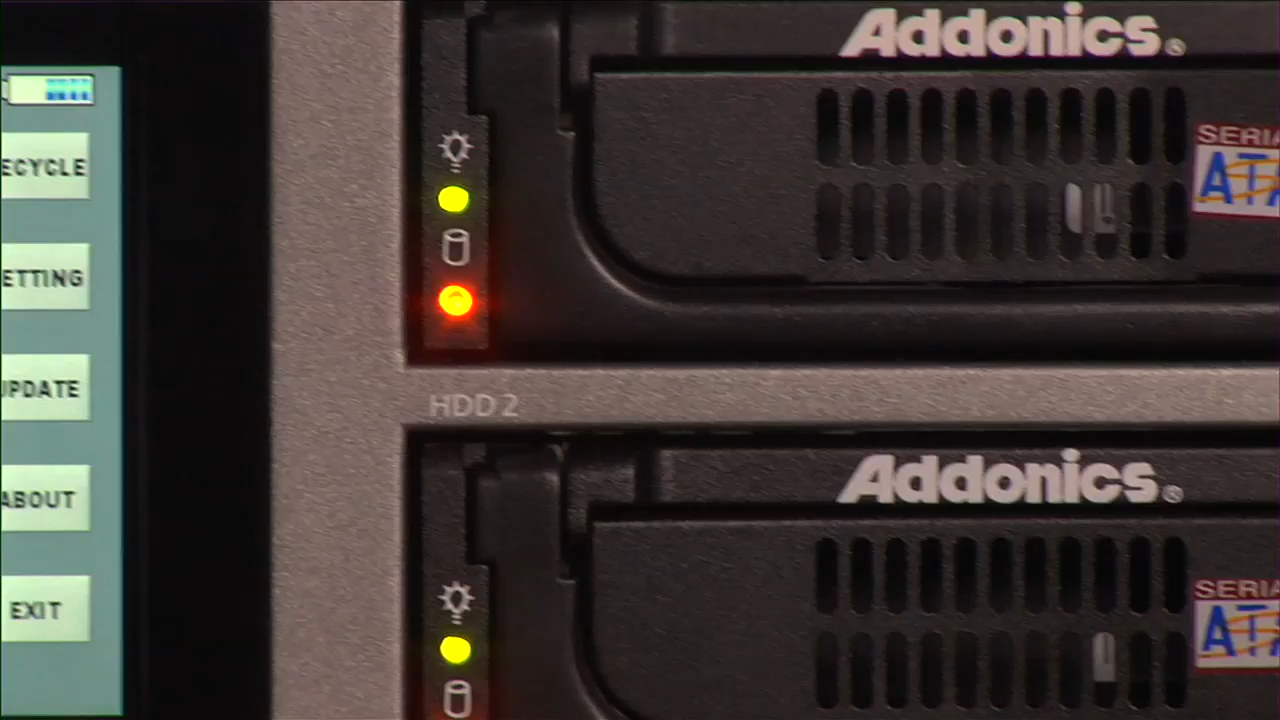 ECYCLE
ETTING
UPDATE
ABOUT
EXIT
Addonics®
SERIA
ATA
HDD 2
Addonics®
SERIA
ATA